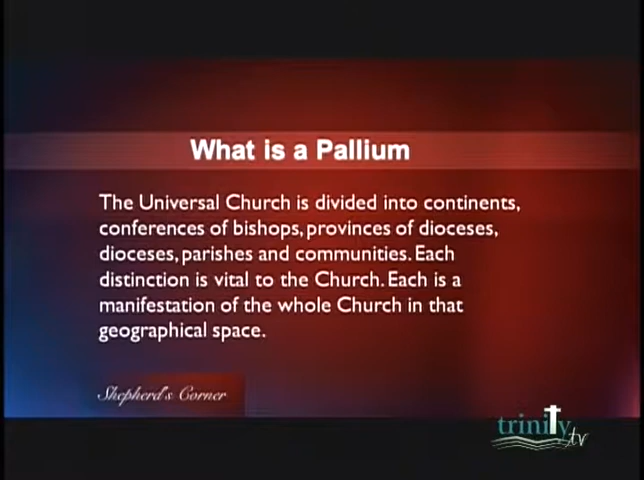 What is a Pallium
The Universal Church is divided into continents,
conferences of bishops, provinces of dioceses,
dioceses, parishes and communities. Each
distinction is vital to the Church. Each is a
manifestation of the whole Church in that
geographical space.
Shepherd's Corner
trinity
tv